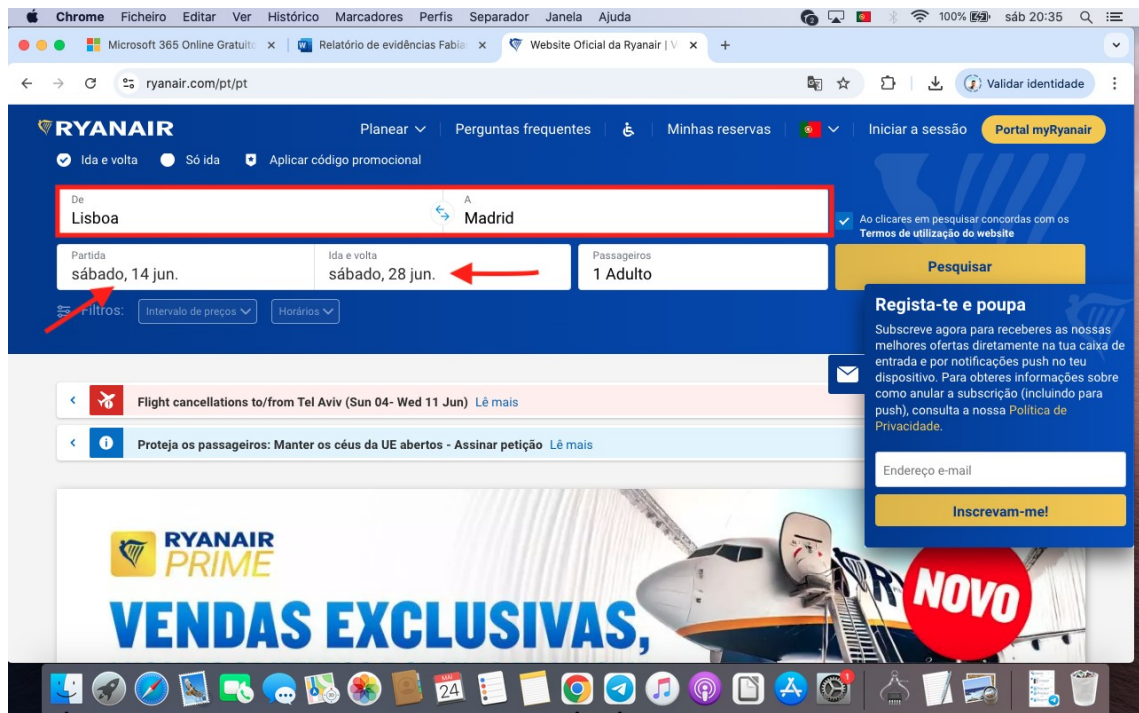 Chrome Ficheiro Editar Ver Histórico Marcadores Perfis Separador Janela Ajuda 100% sáb 20:35
Microsoft 365 Online Gratuito Relatório de evidências Fabia Website Oficial da Ryanair | V
ryanair.com/pt/pt Validar identidade
RYANAIR Planear Perguntas frequentes Minhas reservas Iniciar a sessão Portal myRyanair
Ida e volta Só ida Aplicar código promocional
De A
Lisboa Madrid
Ao clicares em pesquisar concordas com os
Termos de utilização do website
Partida Ida e volta Passageiros
sábado, 14 jun. sábado, 28 jun. 1 Adulto
Pesquisar
Filtros: Intervalo de preços Horários
Regista-te e poupa
Subscreve agora para receberes as nossas
melhores ofertas diretamente na tua caixa de
entrada e por notificações push no teu
dispositivo. Para obteres informações sobre
como anular a subscrição (incluindo para
push), consulta a nossa Política de
Privacidade.
Endereço e-mail
Inscrevam-me!
Flight cancellations to/from Tel Aviv (Sun 04- Wed 11 Jun) Lê mais
Proteja os passageiros: Manter os céus da UE abertos - Assinar petição Lê mais
RYANAIR
PRIME
VENDAS EXCLUSIVAS,
NOVO
MAI
24